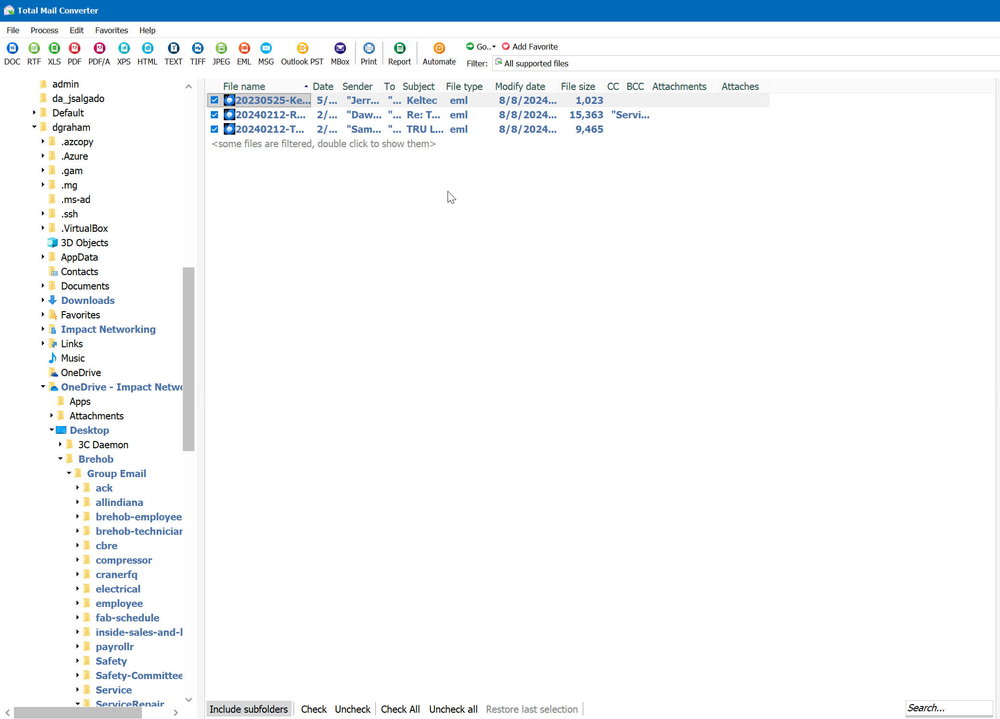 Total Mail Converter
File Process Edit Favorites Help
DOC RTF XLS PDF PDF/A XPS HTML TEXT TIFF JPEG EML MSG Outlook PST MBox Print Report Automate
Go.. Add Favorite
Filter: All supported files
admin
da_jsalgado
Default
dgraham
.azcopy
.Azure
.gam
.mg
.ms-ad
.ssh
.VirtualBox
3D Objects
AppData
Contacts
Documents
Downloads
Favorites
Impact Networking
Links
Music
OneDrive
OneDrive - Impact Netwo
Apps
Attachments
Desktop
3C Daemon
Brehob
Group Email
ack
allindiana
brehob-employee
brehob-technician
cbre
compressor
cranerfq
electrical
employee
fab-schedule
inside-sales-and-l
payrollr
Safety
Safety-Committee
Service
ServiceRepair
File name Date Sender To Subject File type Modify date File size CC BCC Attachments Attaches
20230525-Ke... 5/... "Jerr... "... Keltec eml 8/8/2024... 1,023
20240212-R... 2/... "Daw... "... Re: T... eml 8/8/2024... 15,363 "Servi...
20240212-T... 2/... "Sam... "... TRU L... eml 8/8/2024... 9,465
<some files are filtered, double click to show them>
Include subfolders Check Uncheck Check All Uncheck all Restore last selection
Search...